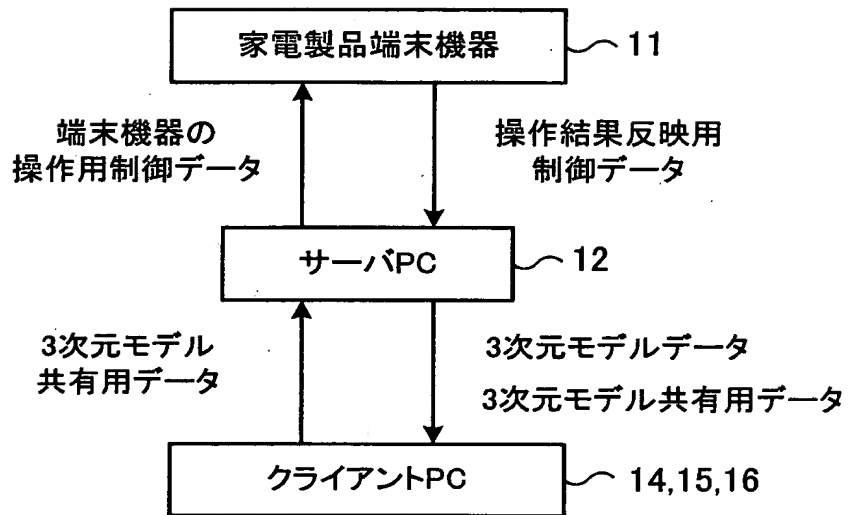 家電製品端末機器
11
端末機器の
操作用制御データ
操作結果反映用
制御データ
サーバPC
12
3次元モデル
共有用データ
3次元モデルデータ
3次元モデル共有用データ
クライアントPC
14,15,16